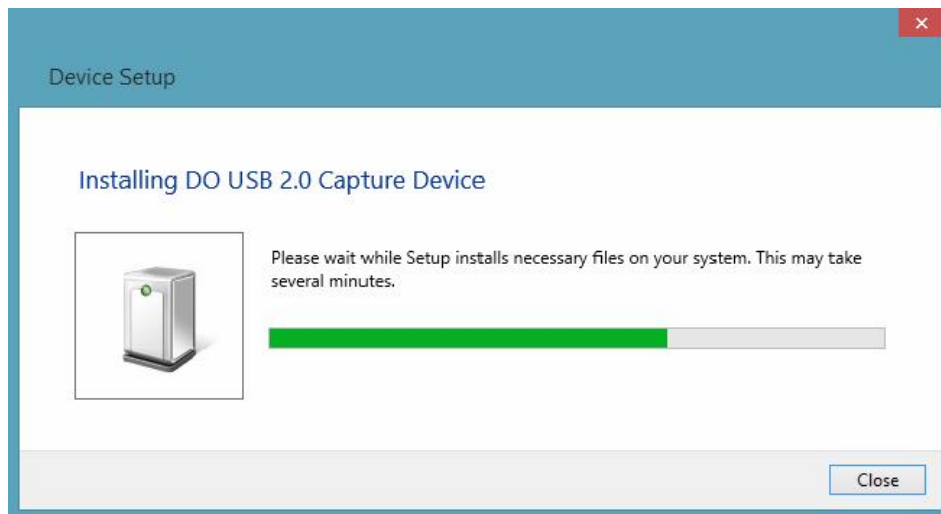 Device Setup
Installing DO USB 2.0 Capture Device
Please wait while Setup installs necessary files on your system. This may take
several minutes.
Close